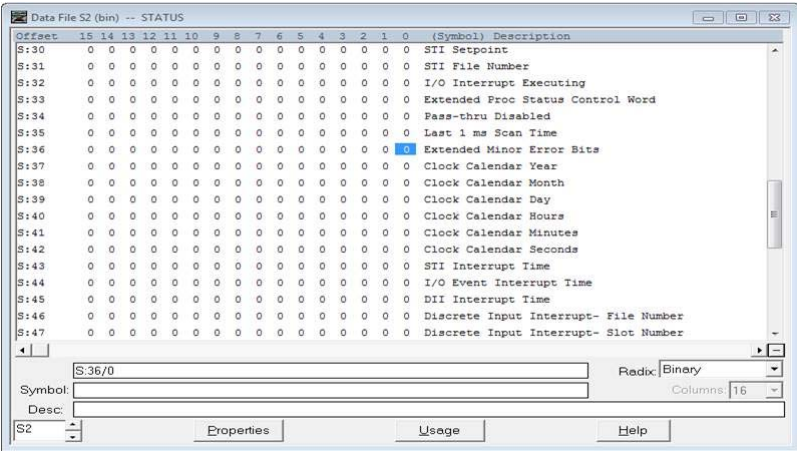 Data File S2 (bin) -- STATUS
Offset 15 14 13 12 11 10 9 8 7 6 5 4 3 2 1 0 (Symbol) Description
S:30 0 0 0 0 0 0 0 0 0 0 0 0 0 0 0 0 STI Setpoint
S:31 0 0 0 0 0 0 0 0 0 0 0 0 0 0 0 0 STI File Number
S:32 0 0 0 0 0 0 0 0 0 0 0 0 0 0 0 0 I/O Interrupt Executing
S:33 0 0 0 0 0 0 0 0 0 0 0 0 0 0 0 0 Extended Proc Status Control Word
S:34 0 0 0 0 0 0 0 0 0 0 0 0 0 0 0 0 Pass-thru Disabled
S:35 0 0 0 0 0 0 0 0 0 0 0 0 0 0 0 0 Last 1 ms Scan Time
S:36 0 0 0 0 0 0 0 0 0 0 0 0 0 0 0 0 Extended Minor Error Bits
S:37 0 0 0 0 0 0 0 0 0 0 0 0 0 0 0 0 Clock Calendar Year
S:38 0 0 0 0 0 0 0 0 0 0 0 0 0 0 0 0 Clock Calendar Month
S:39 0 0 0 0 0 0 0 0 0 0 0 0 0 0 0 0 Clock Calendar Day
S:40 0 0 0 0 0 0 0 0 0 0 0 0 0 0 0 0 Clock Calendar Hours
S:41 0 0 0 0 0 0 0 0 0 0 0 0 0 0 0 0 Clock Calendar Minutes
S:42 0 0 0 0 0 0 0 0 0 0 0 0 0 0 0 0 Clock Calendar Seconds
S:43 0 0 0 0 0 0 0 0 0 0 0 0 0 0 0 0 STI Interrupt Time
S:44 0 0 0 0 0 0 0 0 0 0 0 0 0 0 0 0 I/O Event Interrupt Time
S:45 0 0 0 0 0 0 0 0 0 0 0 0 0 0 0 0 DII Interrupt Time
S:46 0 0 0 0 0 0 0 0 0 0 0 0 0 0 0 0 Discrete Input Interrupt- File Number
S:47 0 0 0 0 0 0 0 0 0 0 0 0 0 0 0 0 Discrete Input Interrupt- Slot Number
S:36/0 Radix: Binary
Symbol: Columns: 16
Desc:
S2 Properties Usage Help